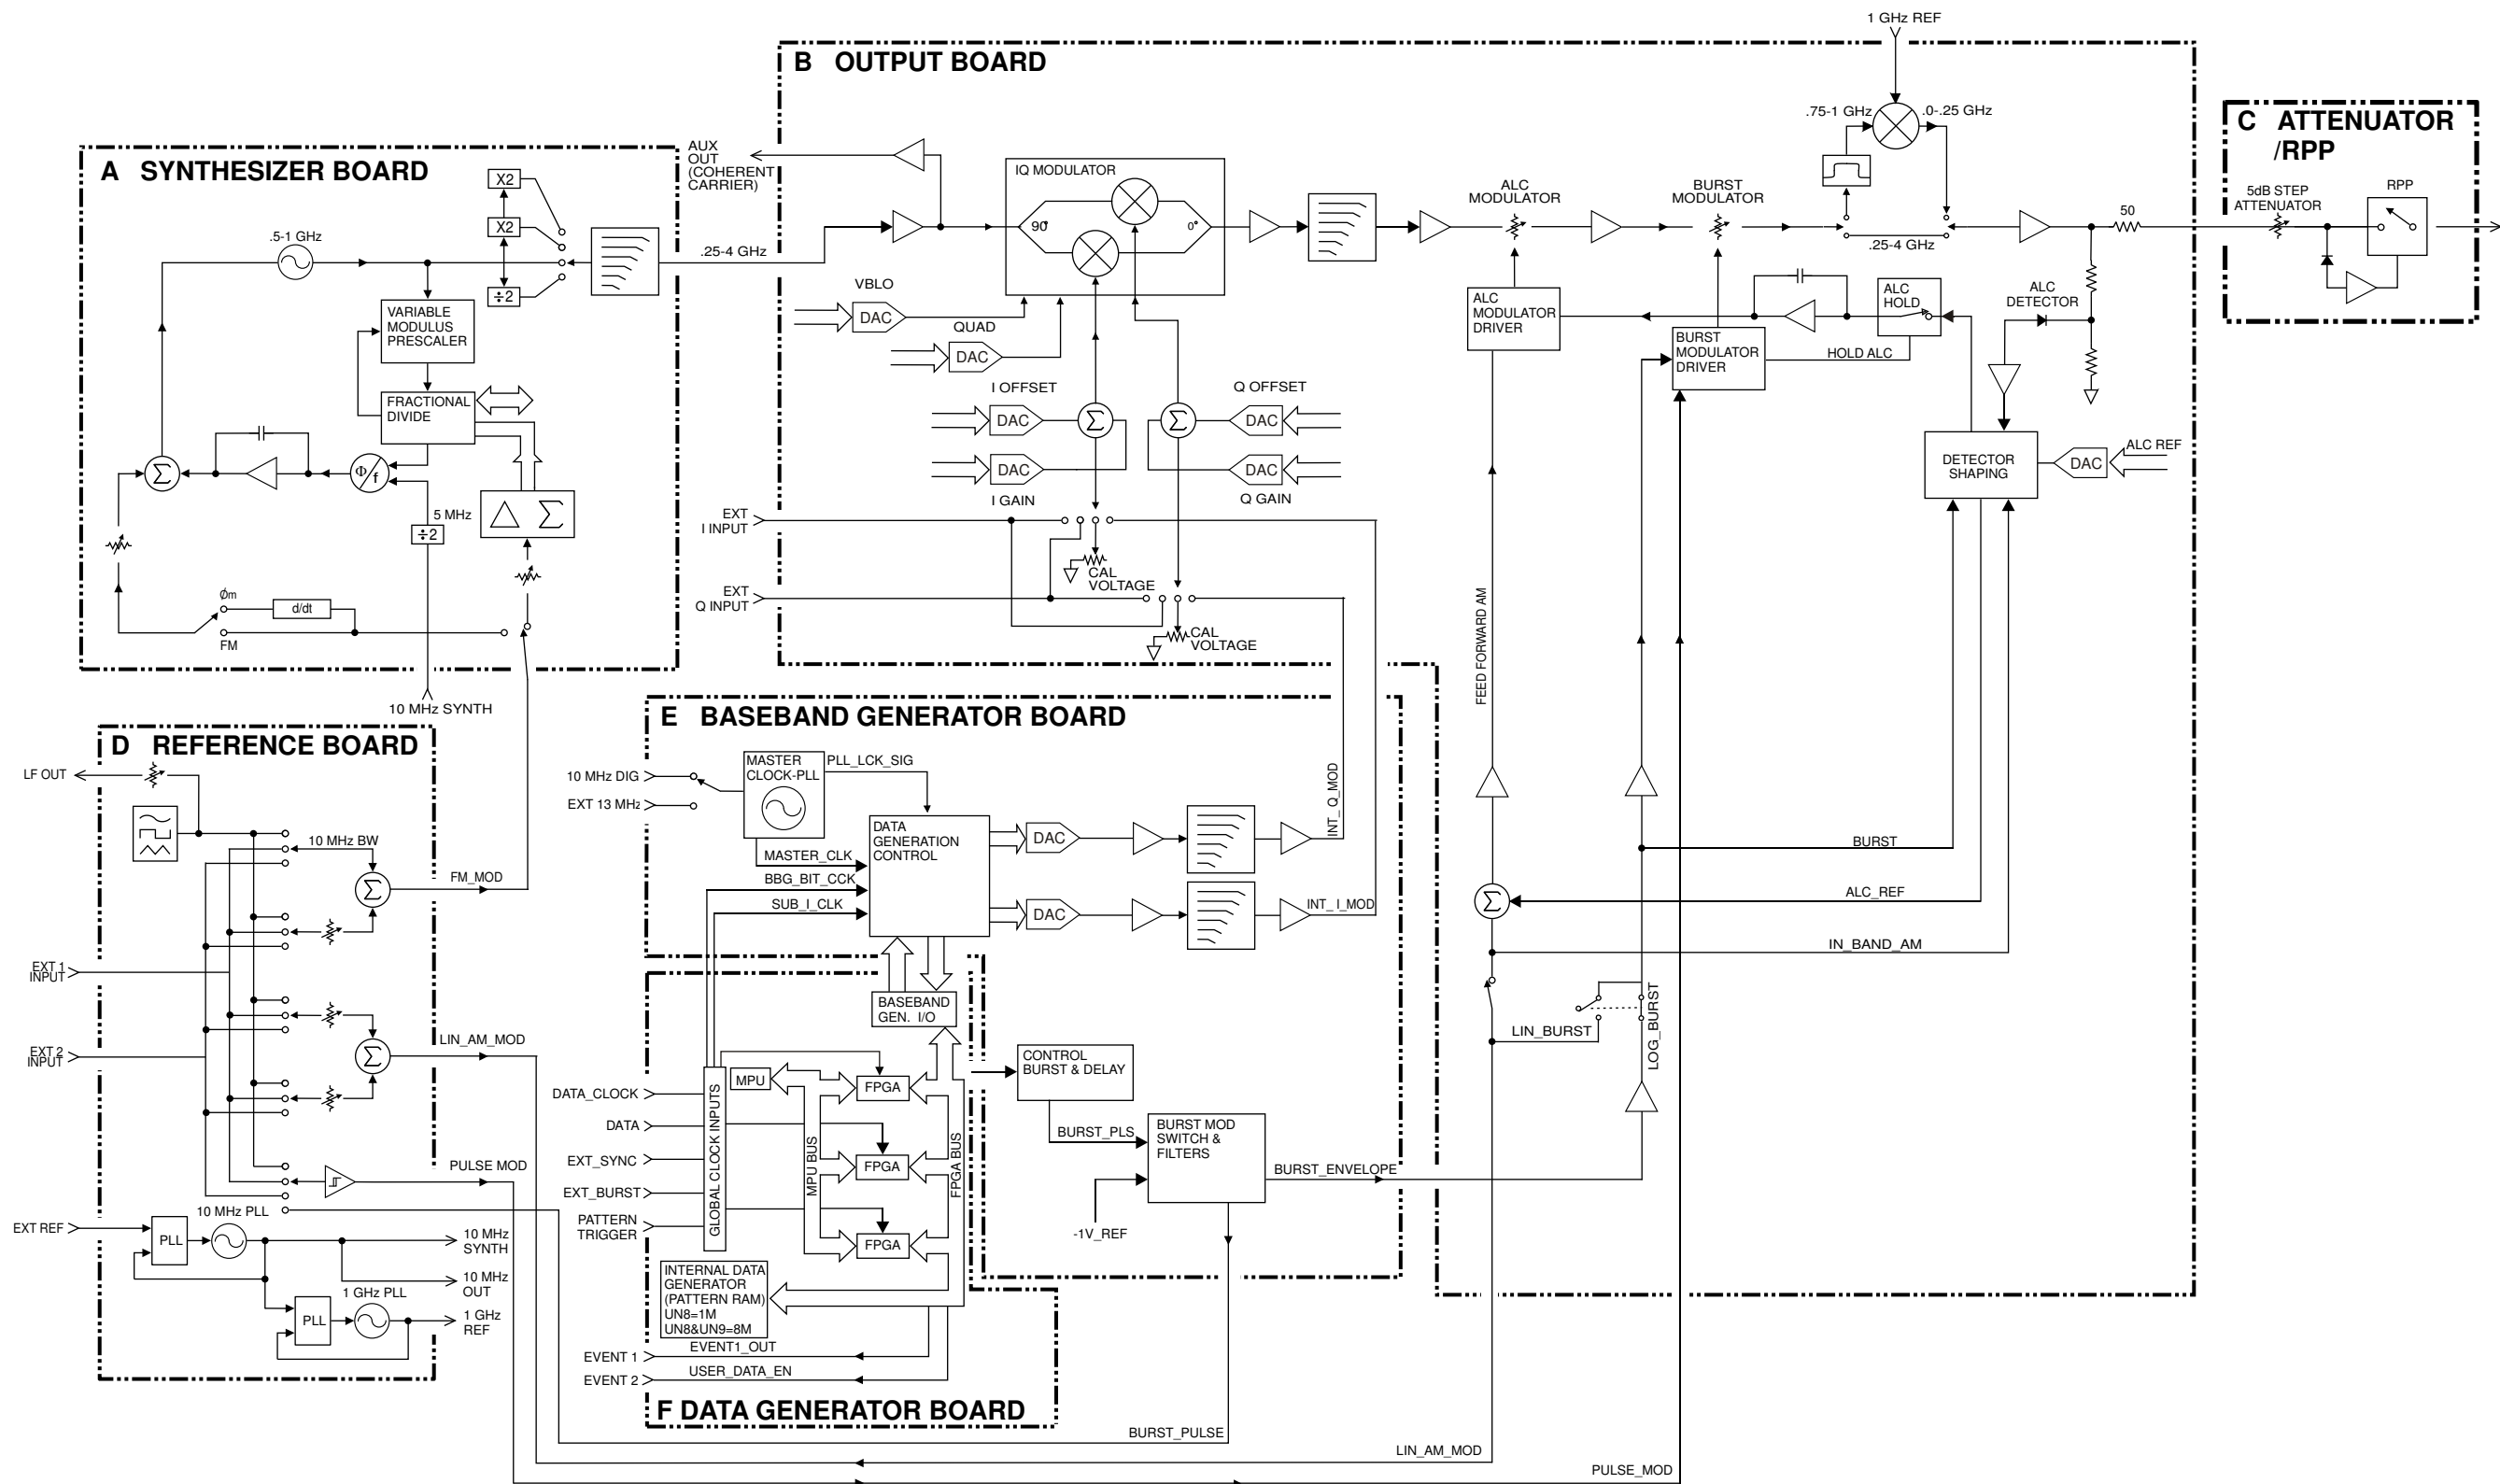 1 GHz REF
B OUTPUT BOARD
.75-1 GHz
.0-.25 GHz
C ATTENUATOR
/RPP
A SYNTHESIZER BOARD
AUX
OUT
(COHERENT
CARRIER)
X2
X2
÷2
.5-1 GHz
.25-4 GHz
IQ MODULATOR
90°
0°
ALC
MODULATOR
BURST
MODULATOR
.25-4 GHz
50
5dB STEP
ATTENUATOR
RPP
VARIABLE
MODULUS
PRESCALER
VBLO
DAC
QUAD
DAC
ALC
MODULATOR
DRIVER
BURST
MODULATOR
DRIVER
ALC
HOLD
HOLD ALC
ALC
DETECTOR
FRACTIONAL
DIVIDE
I OFFSET
DAC
Σ
Σ
Q OFFSET
DAC
DAC
I GAIN
DAC
Q GAIN
Σ
Φ/f
5 MHz
÷2
△ Σ
DETECTOR
SHAPING
DAC
ALC REF
EXT
I INPUT
CAL
VOLTAGE
EXT
Q INPUT
CAL
VOLTAGE
Øm
d/dt
FM
FEED FORWARD AM
10 MHz SYNTH
D REFERENCE BOARD
LF OUT
10 MHz BW
Σ
FM_MOD
EXT 1
INPUT
EXT 2
INPUT
Σ
LIN_AM_MOD
PULSE MOD
10 MHz PLL
EXT REF
PLL
10 MHz
SYNTH
10 MHz
OUT
1 GHz PLL
PLL
1 GHz
REF
E BASEBAND GENERATOR BOARD
10 MHz DIG
EXT 13 MHz
MASTER
CLOCK-PLL
PLL_LCK_SIG
DATA
GENERATION
CONTROL
MASTER_CLK
BBG_BIT_CCK
SUB_I_CLK
DAC
INT_ Q_MOD
DAC
INT_ I_MOD
BURST
Σ
ALC_REF
IN_BAND_AM
LIN_BURST
LOG_BURST
BASEBAND
GEN. I/O
CONTROL
BURST & DELAY
BURST_PLS
BURST MOD
SWITCH &
FILTERS
BURST_ENVELOPE
-1V_REF
DATA_CLOCK
DATA
EXT_SYNC
EXT_BURST
PATTERN
TRIGGER
GLOBAL CLOCK INPUTS
MPU
MPU BUS
FPGA
FPGA
FPGA
FPGA BUS
INTERNAL DATA
GENERATOR
(PATTERN RAM)
UN8=1M
UN8&UN9=8M
EVENT 1
EVENT1_OUT
EVENT 2
USER_DATA_EN
F DATA GENERATOR BOARD
BURST_PULSE
LIN_AM_MOD
PULSE_MOD